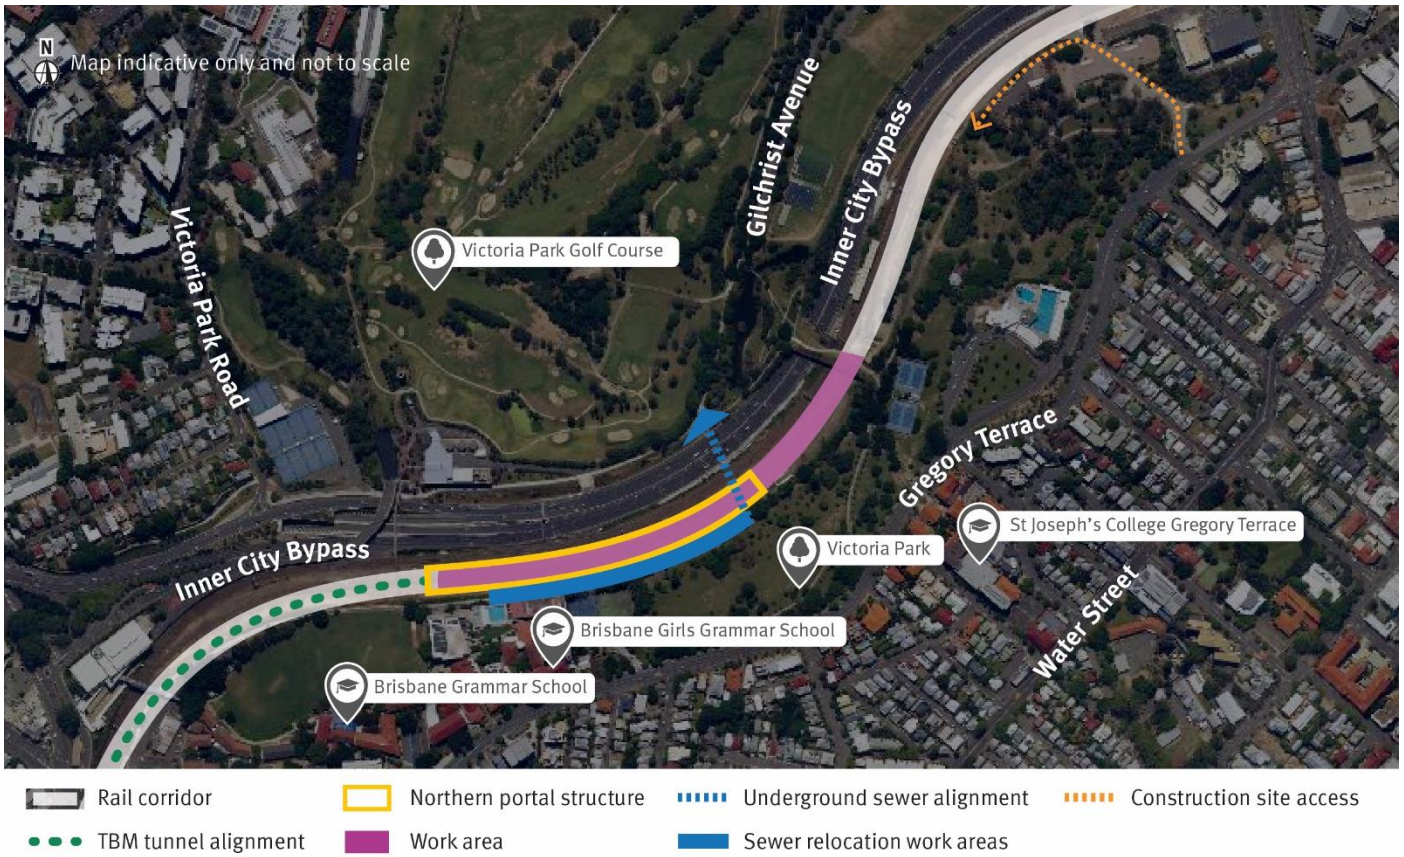 N
Map indicative only and not to scale
Gilchrist Avenue
Inner City Bypass
Victoria Park Road
Victoria Park Golf Course
Gregory Terrace
St Joseph's College Gregory Terrace
Victoria Park
Inner City Bypass
Water Street
Brisbane Girls Grammar School
Brisbane Grammar School
Rail corridor
Northern portal structure
Underground sewer alignment
Construction site access
TBM tunnel alignment
Work area
Sewer relocation work areas